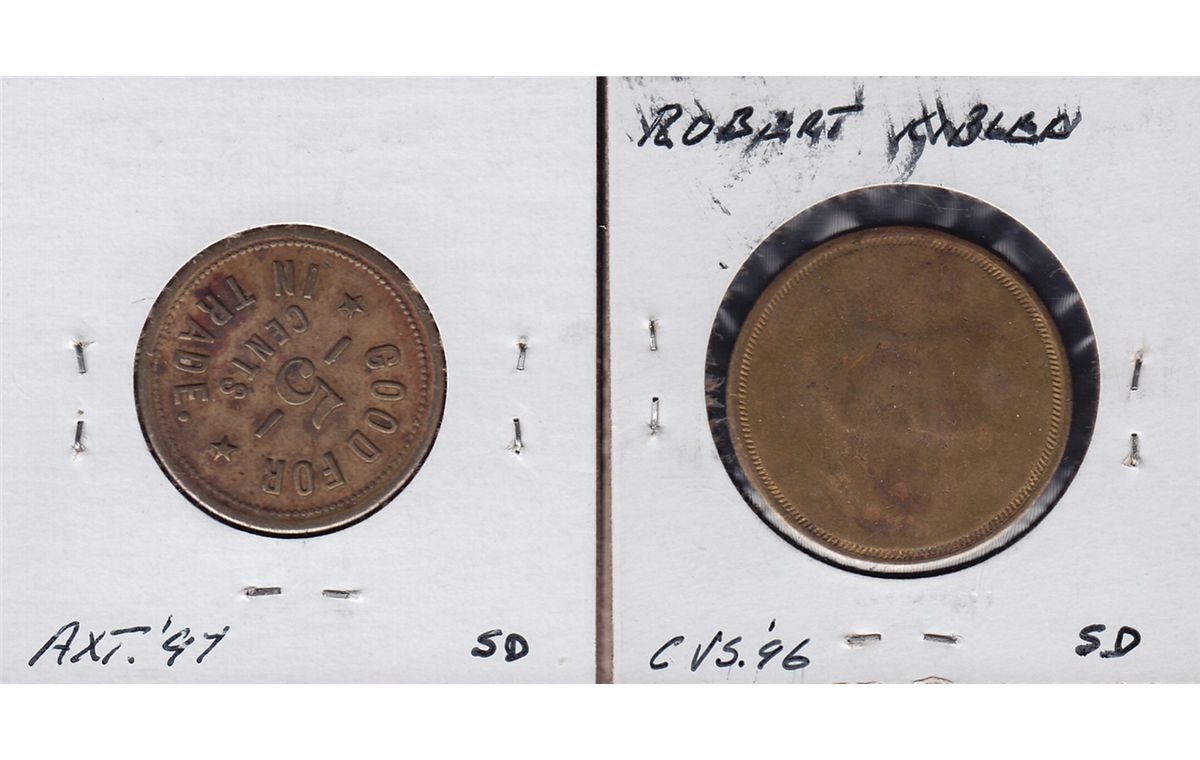 GOOD FOR
— 5 —
CENTS
IN TRADE.
AXT. '97
SD
ROBERT
CVS. '96
SD